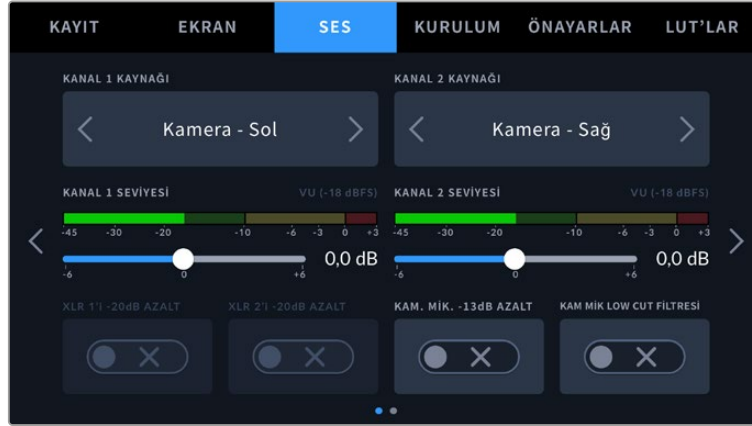 KAYIT EKRAN SES KURULUM ÖNAYARLAR LUT’LAR
KANAL 1 KAYNAĞI KANAL 2 KAYNAĞI
Kamera - Sol Kamera - Sağ
KANAL 1 SEVİYESİ VU (-18 dBFS) KANAL 2 SEVİYESİ VU (-18 dBFS)
-45 -30 -20 -10 -6 -3 0 +3 -45 -30 -20 -10 -6 -3 0 +3
0,0 dB 0,0 dB
-6 0 +6 -6 0 +6
XLR 1’İ -20dB AZALT XLR 2’İ -20dB AZALT KAM. MİK. -13dB AZALT KAM MİK LOW CUT FİLTRESİ